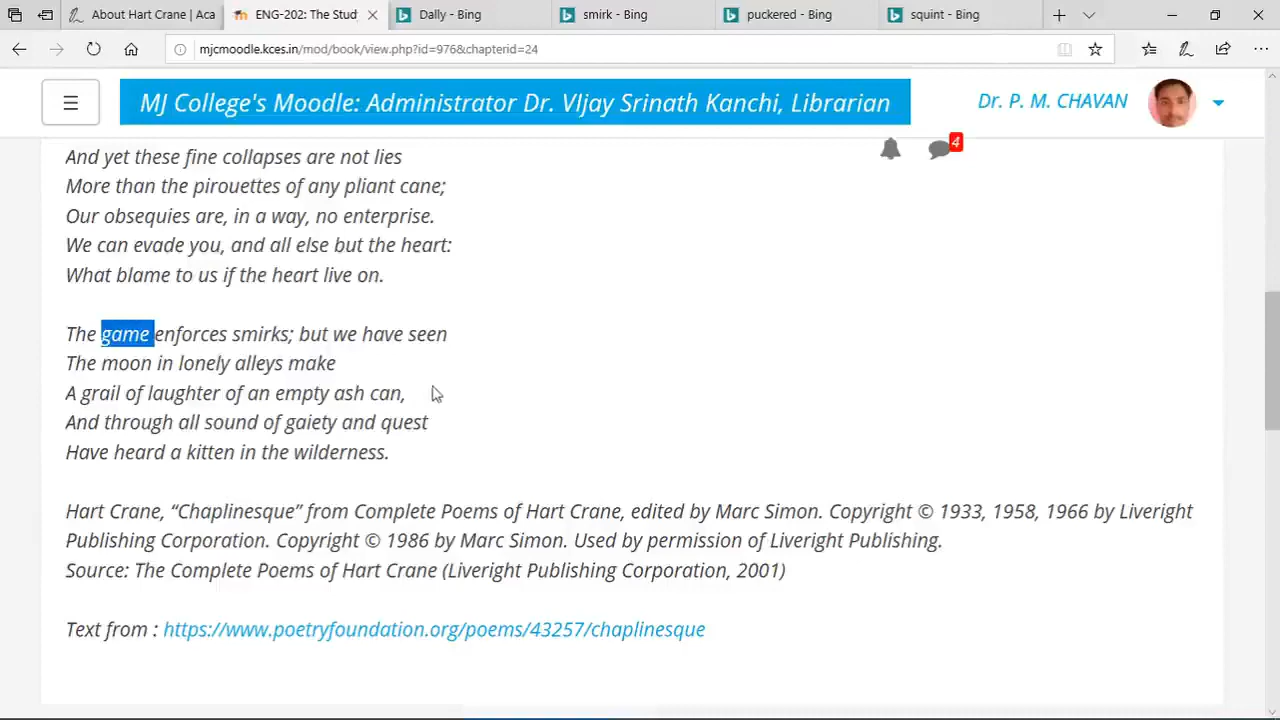 About Hart Crane | Aca
ENG-202: The Stud
Dally - Bing
smirk - Bing
puckered - Bing
squint - Bing
mjcmoodle.kces.in/mod/book/view.php?id=976&chapterid=24
MJ College's Moodle: Administrator Dr. VIjay Srinath Kanchi, Librarian
Dr. P. M. CHAVAN
4
And yet these fine collapses are not lies
More than the pirouettes of any pliant cane;
Our obsequies are, in a way, no enterprise.
We can evade you, and all else but the heart:
What blame to us if the heart live on.
The game enforces smirks; but we have seen
The moon in lonely alleys make
A grail of laughter of an empty ash can,
And through all sound of gaiety and quest
Have heard a kitten in the wilderness.
Hart Crane, “Chaplinesque” from Complete Poems of Hart Crane, edited by Marc Simon. Copyright © 1933, 1958, 1966 by Liveright
Publishing Corporation. Copyright © 1986 by Marc Simon. Used by permission of Liveright Publishing.
Source: The Complete Poems of Hart Crane (Liveright Publishing Corporation, 2001)
Text from : https://www.poetryfoundation.org/poems/43257/chaplinesque